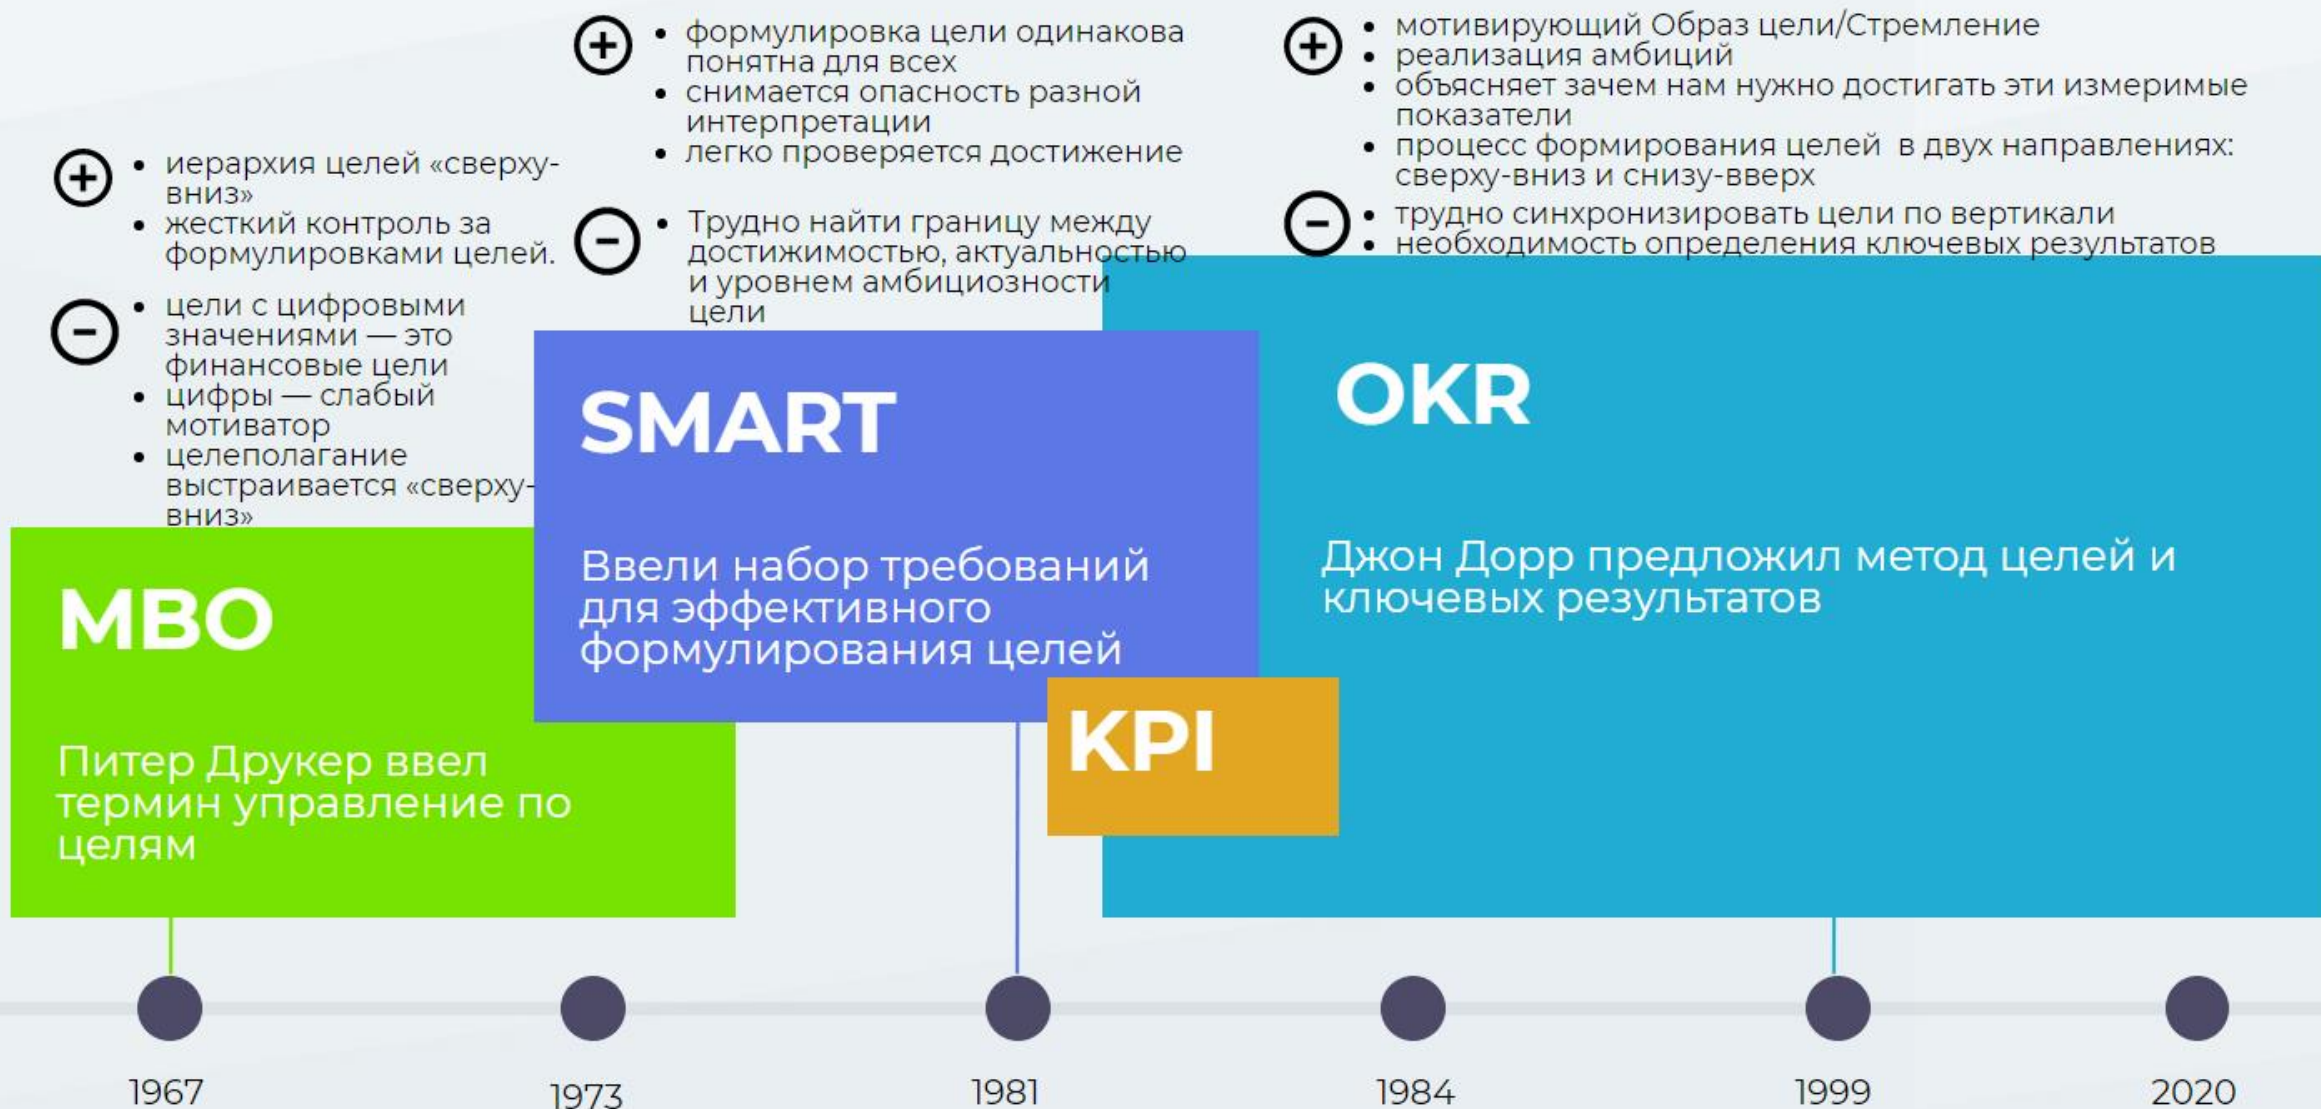 иерархия целей «сверху-
вниз»
жесткий контроль за
формулировками целей.
цели с цифровыми
значениями — это
финансовые цели
цифры — слабый
мотиватор
целеполагание
выстраивается «сверху-
вниз»
MBO
Питер Друкер ввел
термин управление по
целям
формулировка цели одинакова
понятна для всех
снимается опасность разной
интерпретации
легко проверяется достижение
Трудно найти границу между
достижимостью, актуальностью
и уровнем амбициозности
цели
SMART
Ввели набор требований
для эффективного
формулирования целей
KPI
мотивирующий Образ цели/Стремление
реализация амбиций
объясняет зачем нам нужно достигать эти измеримые
показатели
процесс формирования целей в двух направлениях:
сверху-вниз и снизу-вверх
трудно синхронизировать цели по вертикали
необходимость определения ключевых результатов
OKR
Джон Дорр предложил метод целей и
ключевых результатов
1967
1973
1981
1984
1999
2020